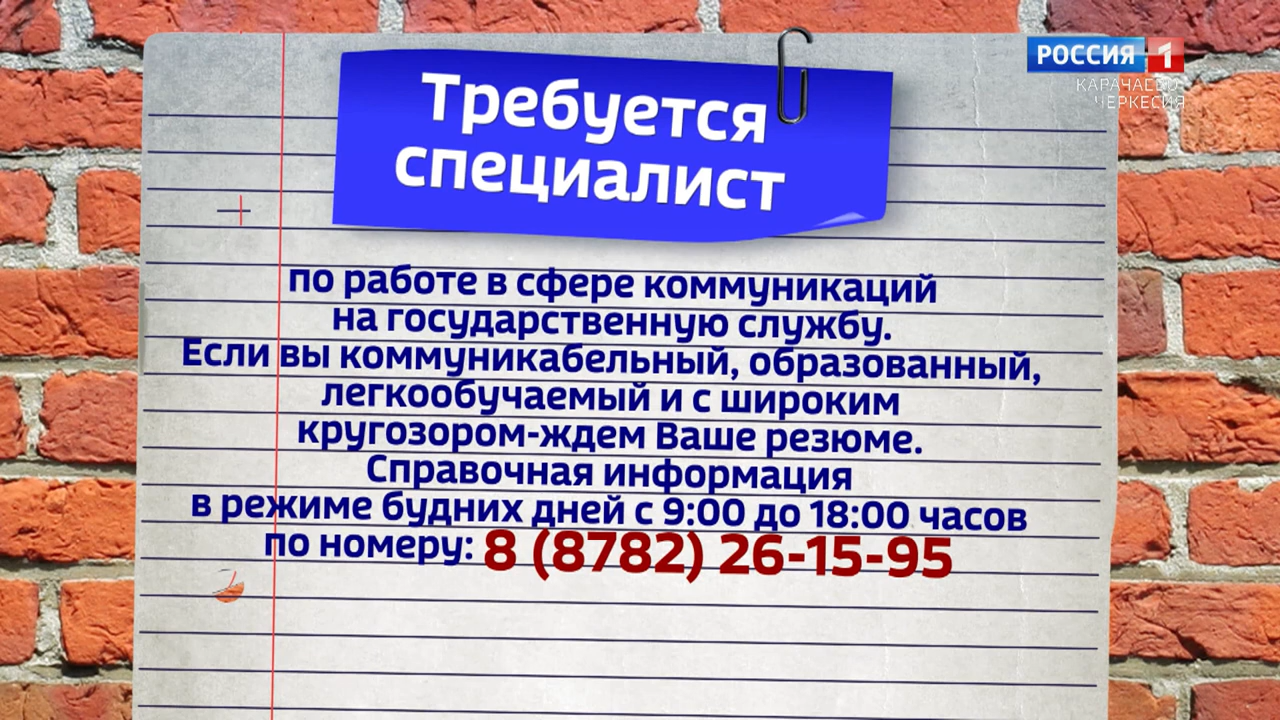 РОССИЯ 1
КАРАЧАЕВО-
ЧЕРКЕСИЯ
Требуется
специалист
по работе в сфере коммуникаций
на государственную службу.
Если вы коммуникабельный, образованный,
легкообучаемый и с широким
кругозором-ждем Ваше резюме.
Справочная информация
в режиме будних дней с 9:00 до 18:00 часов
по номеру: 8 (8782) 26-15-95